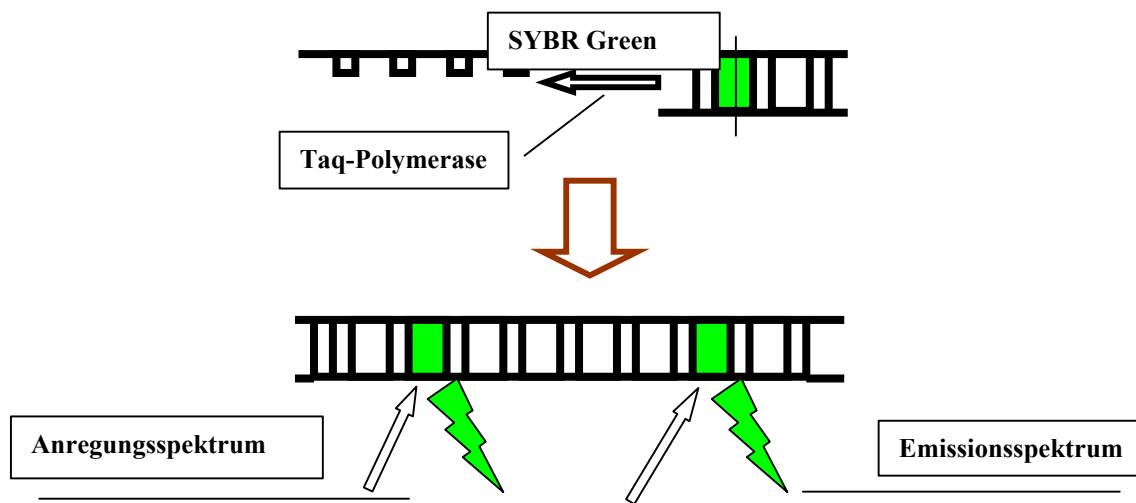 SYBR Green
Taq-Polymerase
Anregungsspektrum
Emissionsspektrum